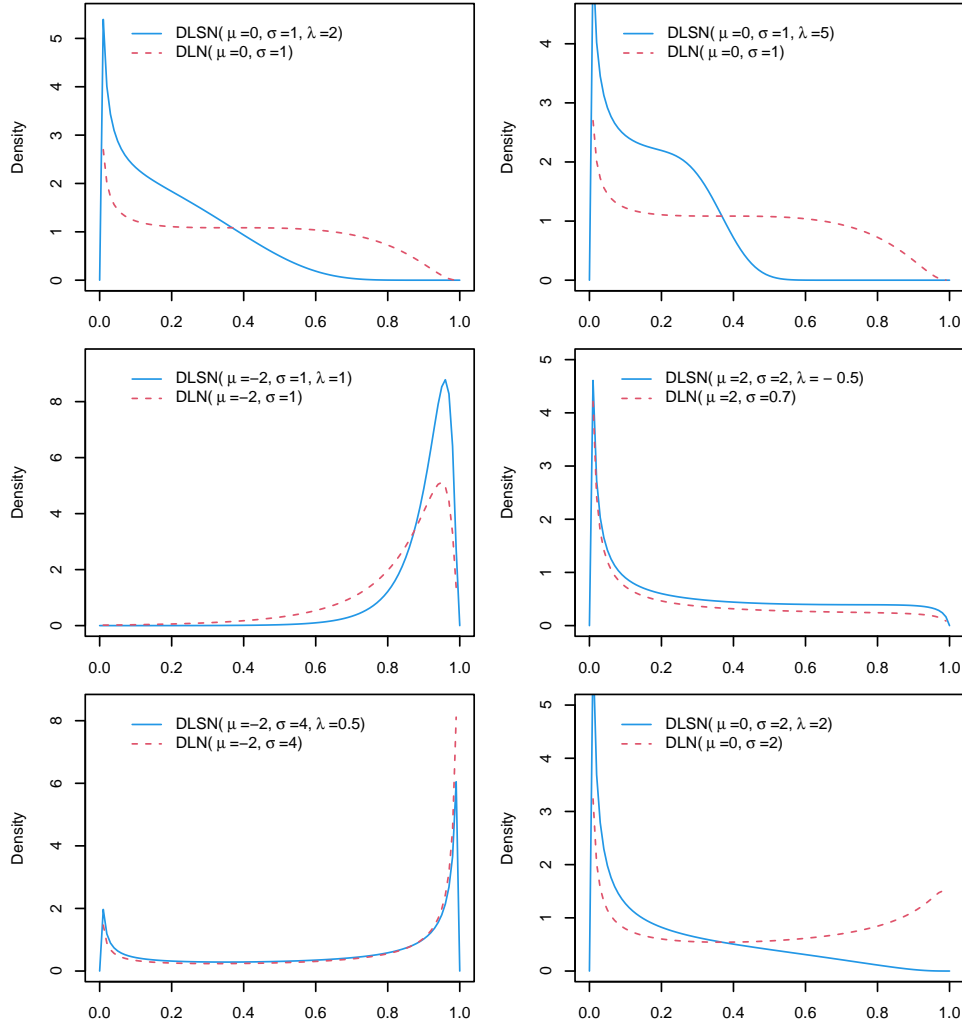 DLSN( μ=0, σ=1, λ=2)
DLN( μ=0, σ=1)
Density
0 1 2 3 4 5
0.0 0.2 0.4 0.6 0.8 1.0
DLSN( μ=0, σ=1, λ=5)
DLN( μ=0, σ=1)
Density
0 1 2 3 4
0.0 0.2 0.4 0.6 0.8 1.0
DLSN( μ=−2, σ=1, λ=1)
DLN( μ=−2, σ=1)
Density
0 2 4 6 8
0.0 0.2 0.4 0.6 0.8 1.0
DLSN( μ=2, σ=2, λ= − 0.5)
DLN( μ=2, σ=0.7)
Density
0 1 2 3 4 5
0.0 0.2 0.4 0.6 0.8 1.0
DLSN( μ=−2, σ=4, λ=0.5)
DLN( μ=−2, σ=4)
Density
0 2 4 6 8
0.0 0.2 0.4 0.6 0.8 1.0
DLSN( μ=0, σ=2, λ=2)
DLN( μ=0, σ=2)
Density
0 1 2 3 4 5
0.0 0.2 0.4 0.6 0.8 1.0